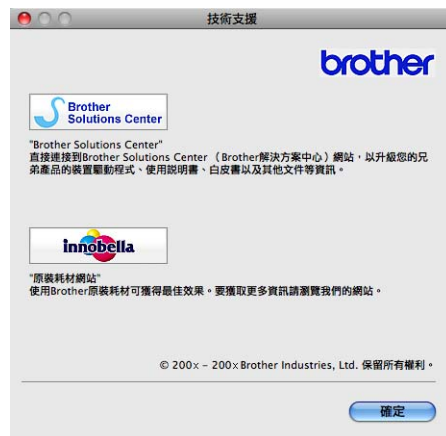 技術支援
brother
Brother
Solutions Center
"Brother Solutions Center"
直接連接到Brother Solutions Center （Brother解決方案中心）網站，以升級您的兄
弟產品的裝置驅動程式、使用說明書、白皮書以及其他文件等資訊。
innobella
"原裝耗材網站"
使用Brother原裝耗材可獲得最佳效果。要獲取更多資訊請瀏覽我們的網站。
© 200x – 200x Brother Industries, Ltd. 保留所有權利。
確定